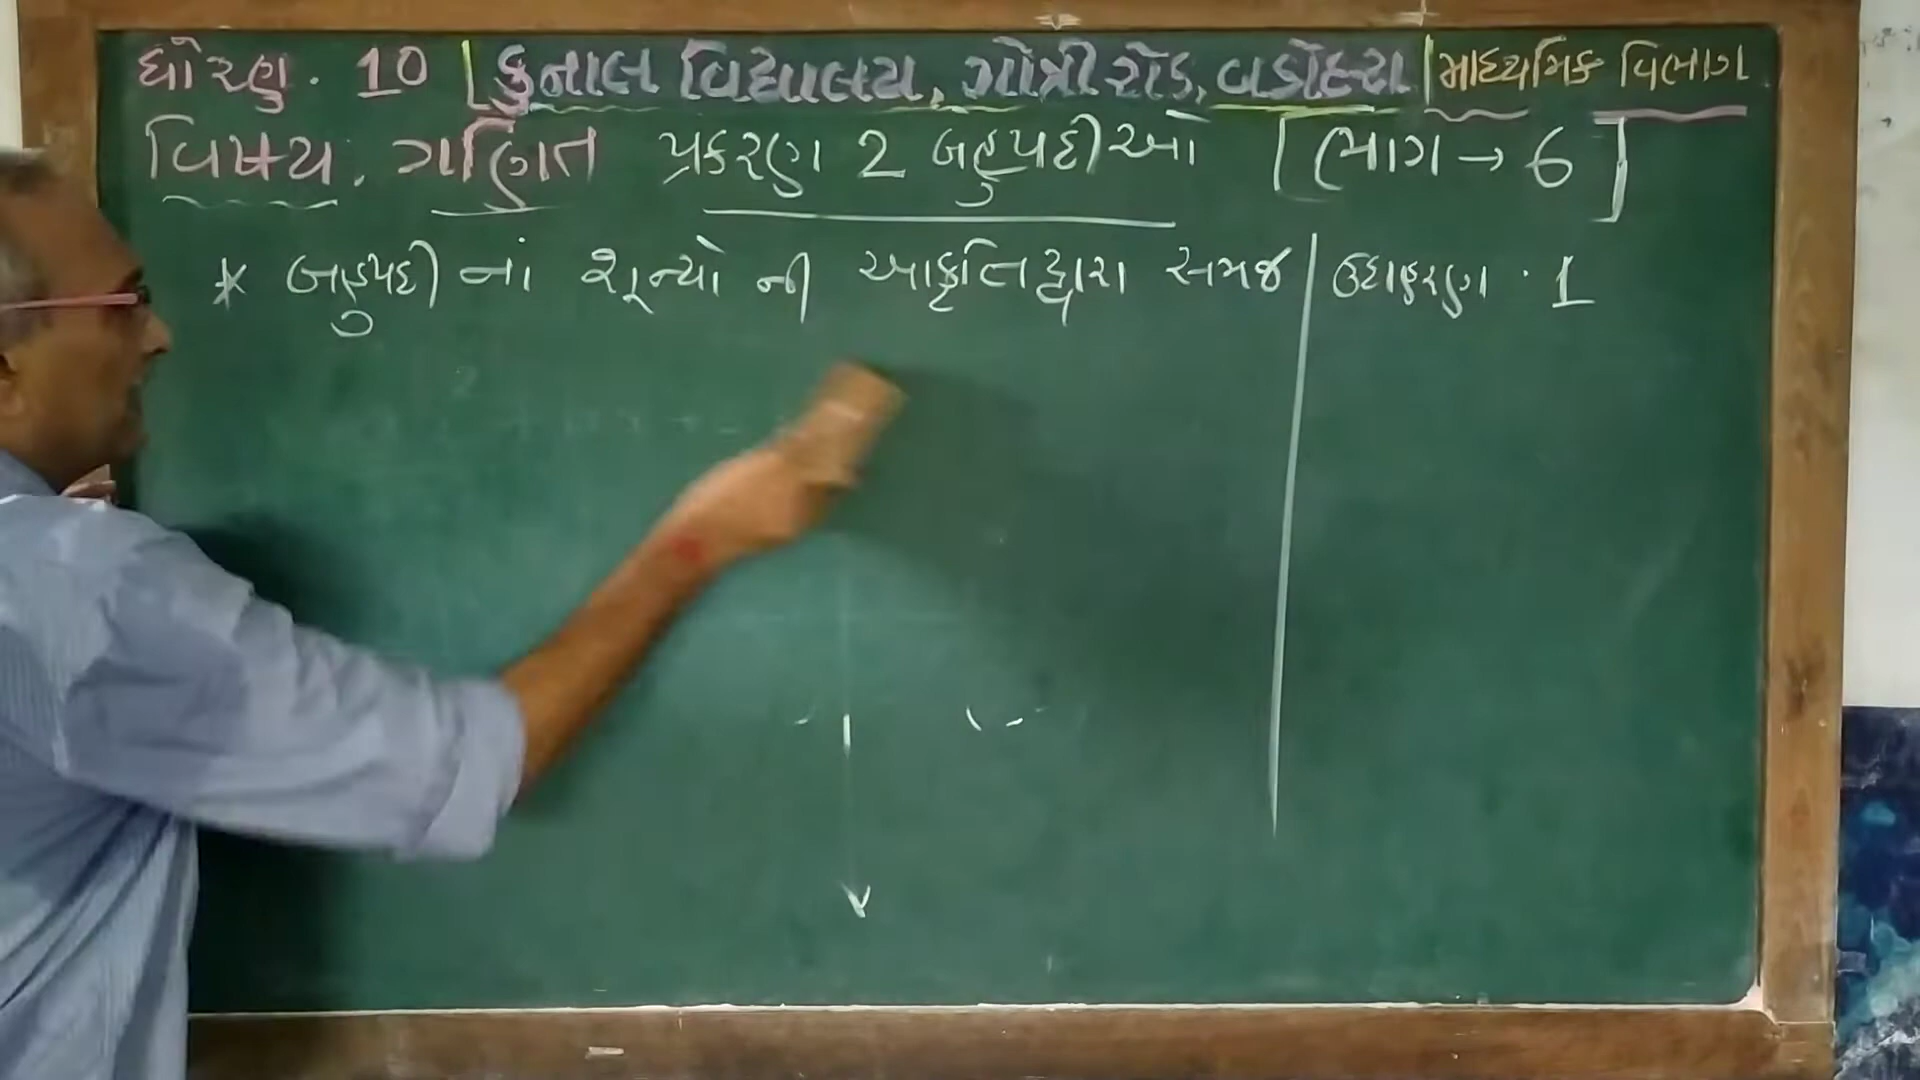 ધોરણ. 10 | કુનાલ વિદ્યાલય, ગોત્રી રોડ, વડોદરા | માધ્યમિક વિભાગ
વિષય. ગણિત પ્રકરણ 2 બહુપદીઓ [ ભાગ → 6 ]
* બહુપદી નાં શૂન્યો ની આકૃતિ દ્વારા સમજ | ઉદાહરણ . 1